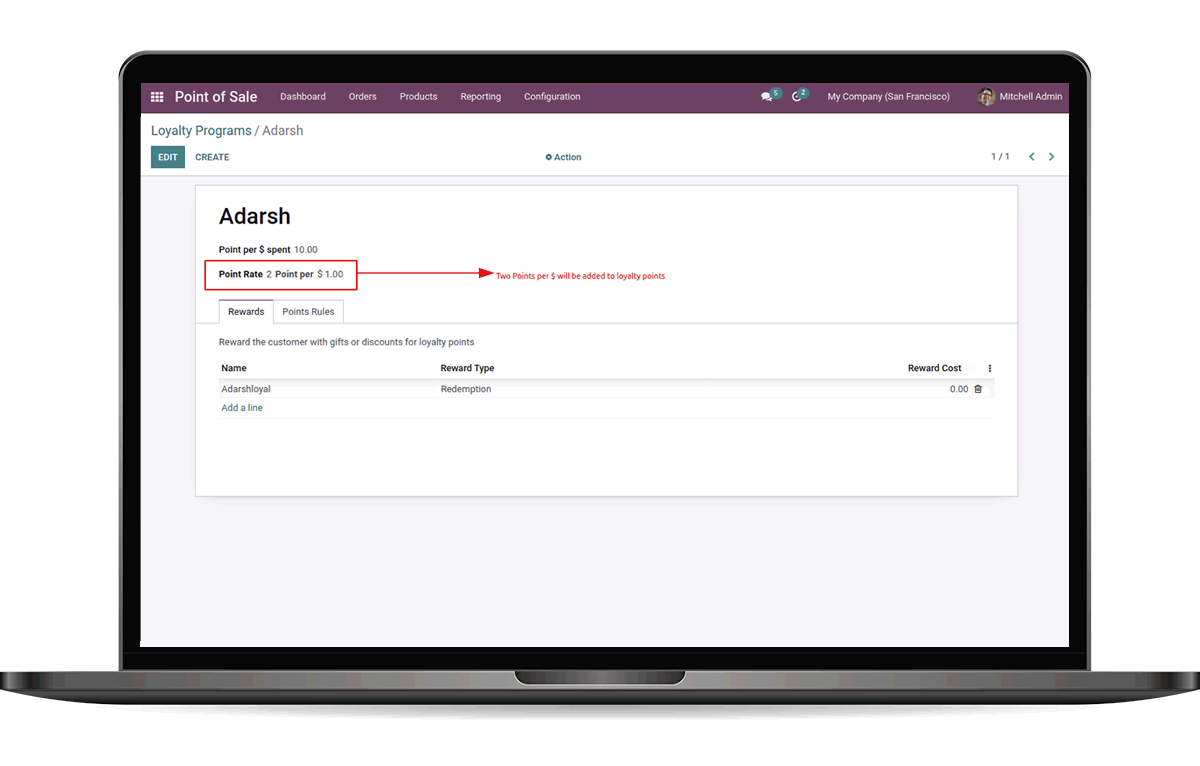 Point of Sale Dashboard Orders Products Reporting Configuration 5 2 My Company (San Francisco) Mitchell Admin
Loyalty Programs / Adarsh
EDIT CREATE Action 1 / 1
Adarsh
Point per $ spent 10.00
Point Rate 2 Point per $ 1.00 Two Points per $ will be added to loyalty points
Rewards Points Rules
Reward the customer with gifts or discounts for loyalty points
Name Reward Type Reward Cost
Adarshloyal Redemption 0.00
Add a line